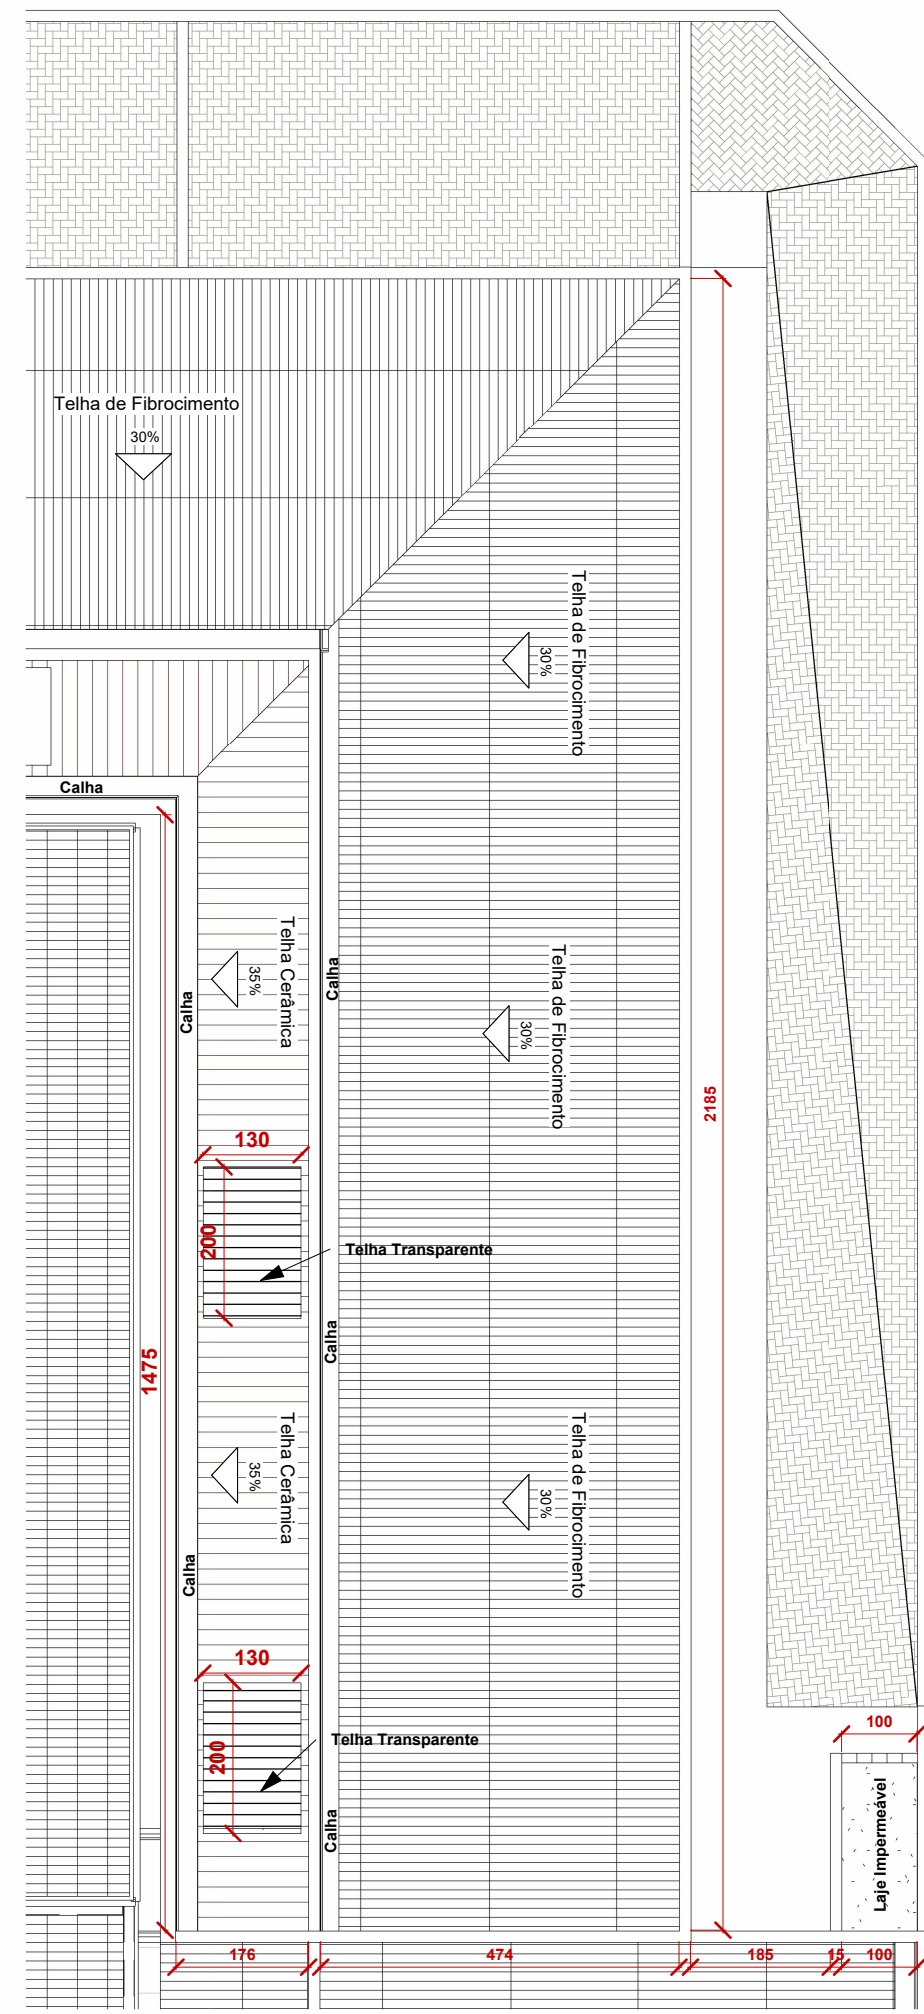 Telha de Fibrocimento
30%
Telha de Fibrocimento
30%
Calha
Telha Cerâmica
35%
Calha
Calha
Telha de Fibrocimento
30%
2185
130
200
Telha Transparente
Calha
1475
Telha Cerâmica
35%
Telha de Fibrocimento
30%
Calha
130
200
Telha Transparente
Calha
100
Laje Impermeável
176
474
185
15
100